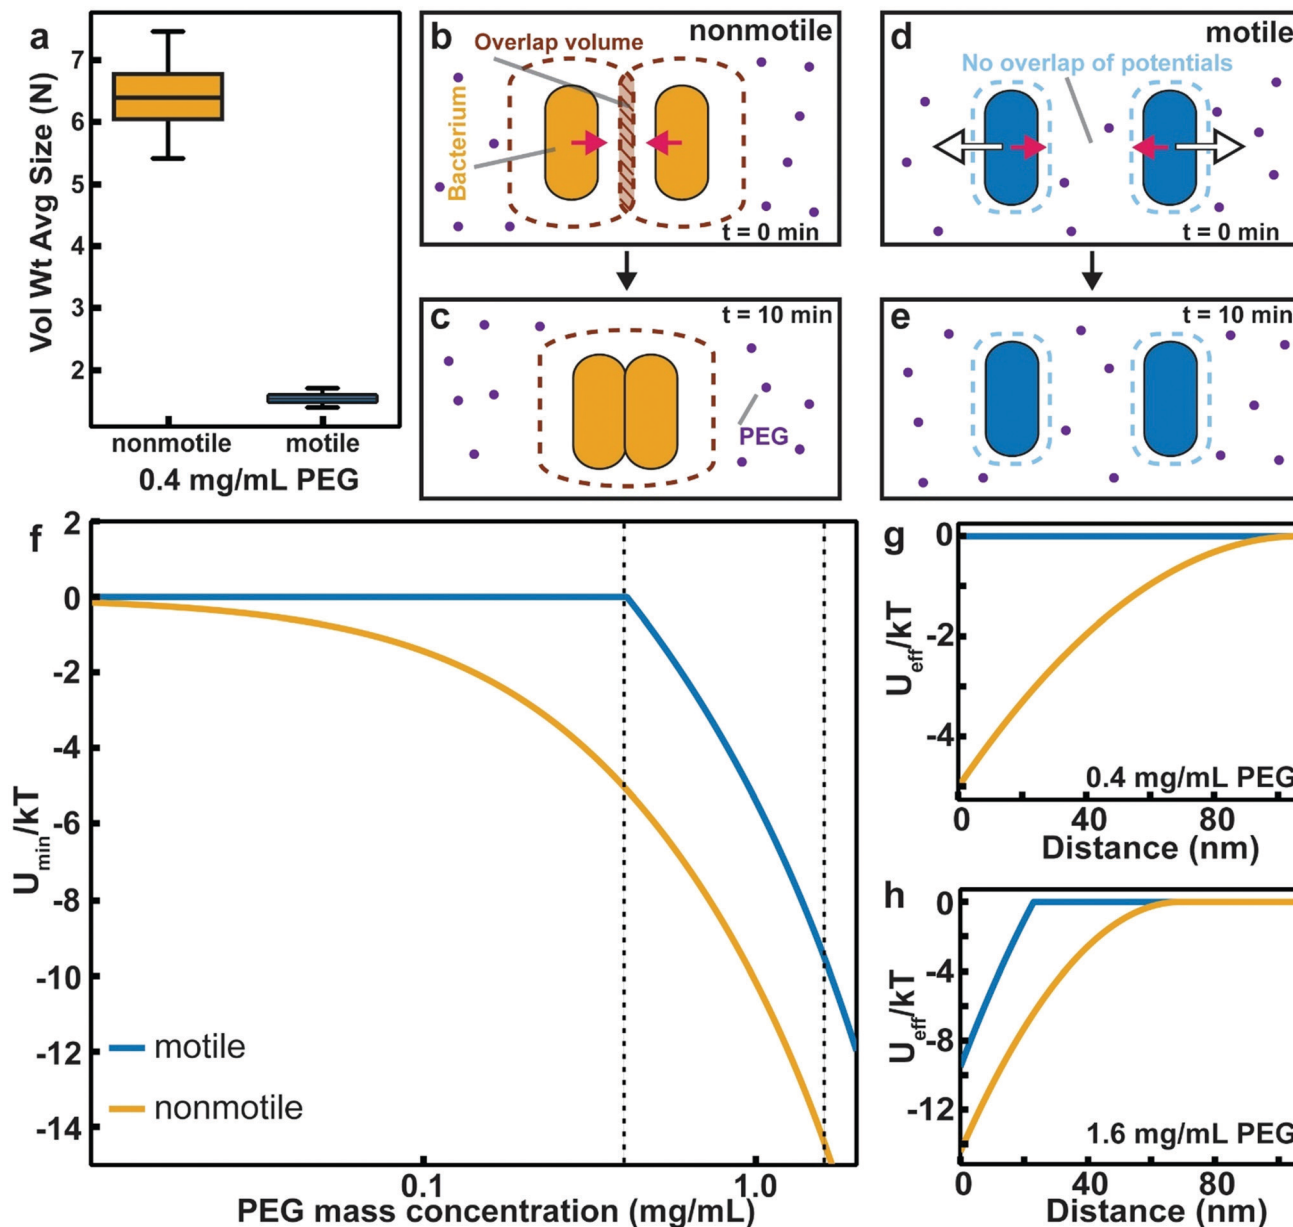 a
Vol Wt Avg Size (N)
7
6
5
4
3
2
nonmotile
motile
0.4 mg/mL PEG
b
nonmotile
Overlap volume
Bacterium
t = 0 min
c
t = 10 min
PEG
d
motile
No overlap of potentials
t = 0 min
e
t = 10 min
f
U_min/kT
2
0
-2
-4
-6
-8
-10
-12
-14
motile
nonmotile
0.1
1.0
PEG mass concentration (mg/mL)
g
U_eff/kT
0
-2
-4
0.4 mg/mL PEG
0
40
80
Distance (nm)
h
U_eff/kT
0
-4
-8
-12
1.6 mg/mL PEG
0
40
80
Distance (nm)